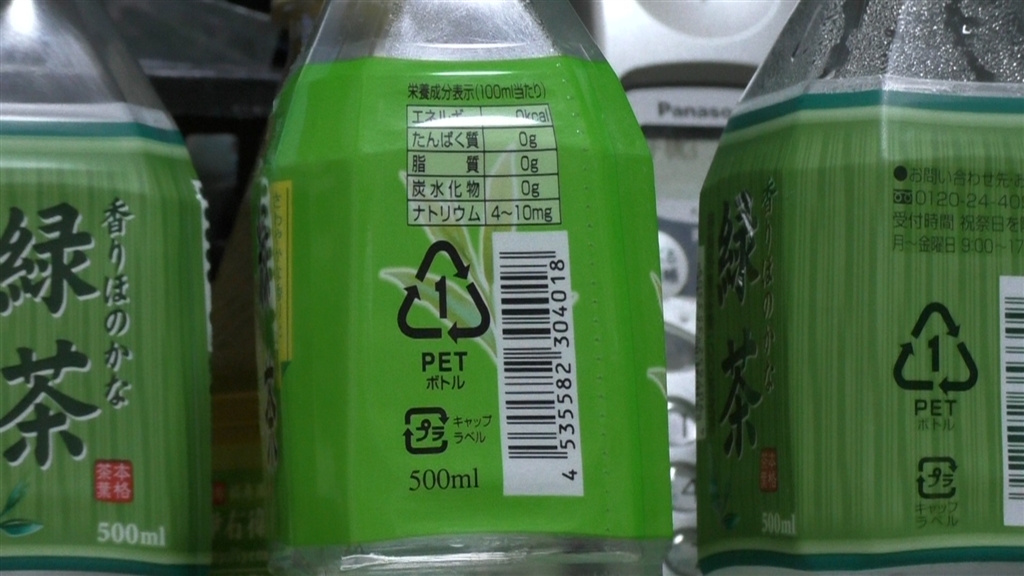 緑茶
香りほのかな
本格
茶葉
500ml
栄養成分表示(100ml当たり)
エネルギー 0kcal
たんぱく質 0g
脂質 0g
炭水化物 0g
ナトリウム 4~10mg
1
PET
ボトル
プラ
キャップ
ラベル
500ml
4 535582 304018
Panaso
緑茶
香りほのかな
500ml
●お問い合わせ先
0120-24-40
受付時間 祝祭日を
月~金曜日 9:00~17
1
PET
ボトル
プラ
キャップ
ラベル